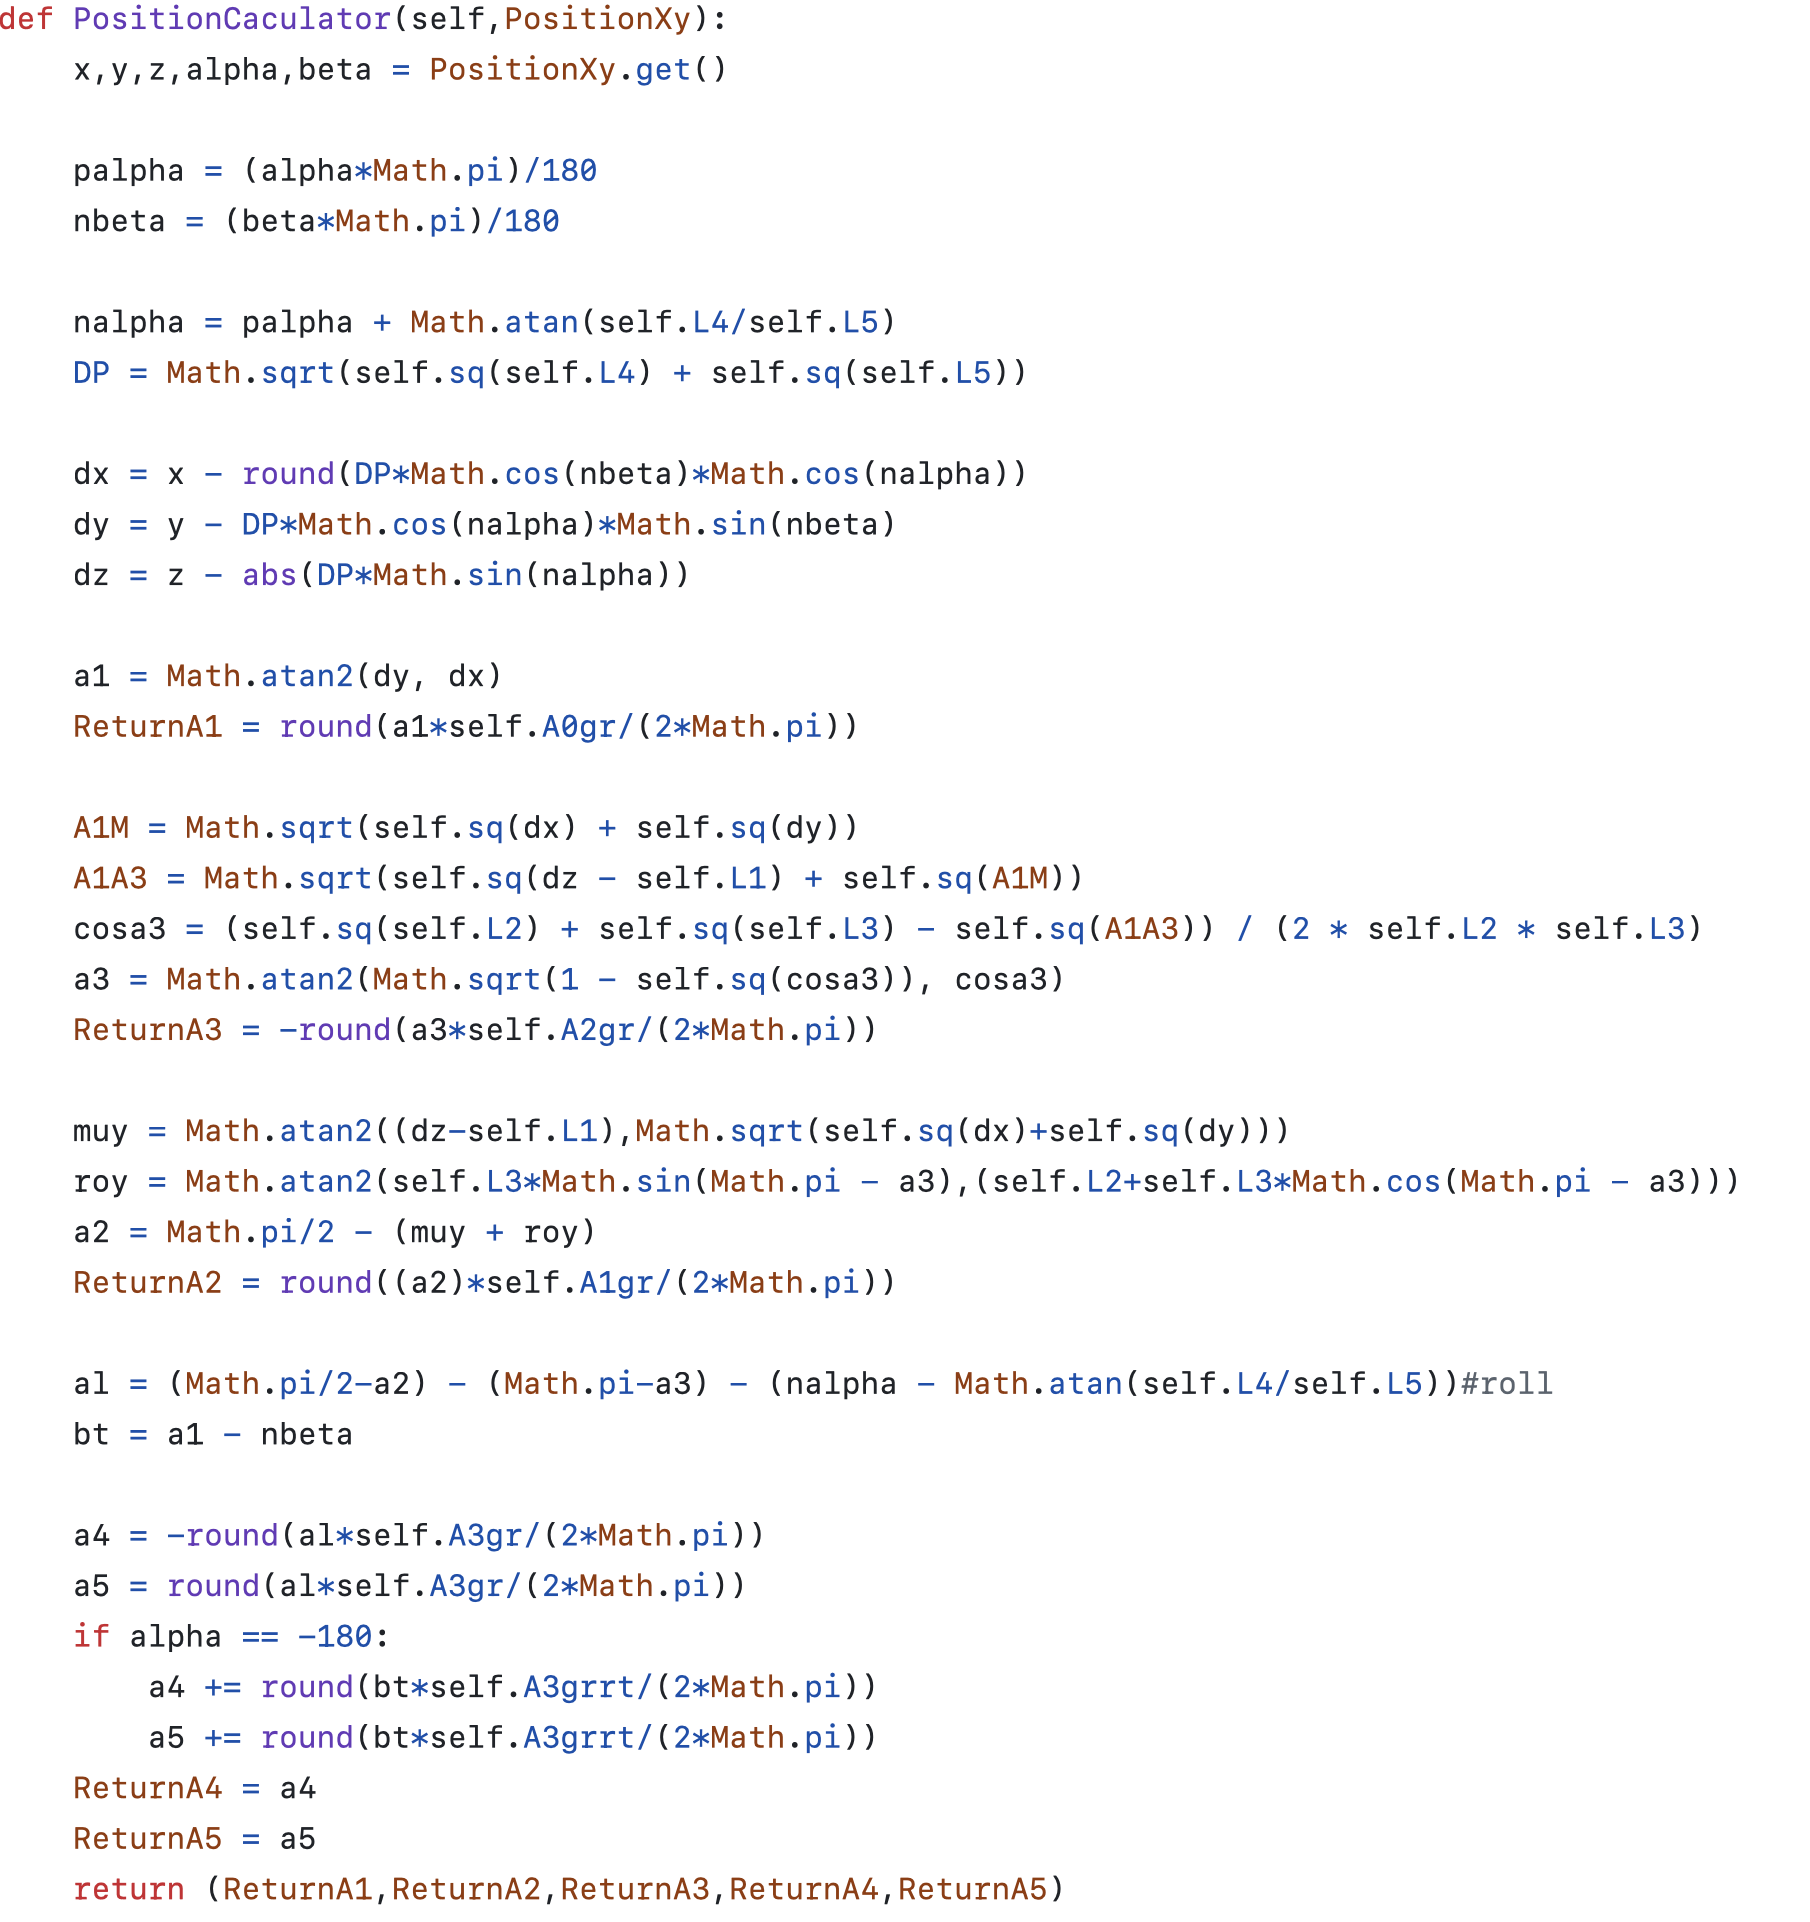 def PositionCaculator(self,PositionXy):
    x,y,z,alpha,beta = PositionXy.get()

    palpha = (alpha*Math.pi)/180
    nbeta = (beta*Math.pi)/180

    nalpha = palpha + Math.atan(self.L4/self.L5)
    DP = Math.sqrt(self.sq(self.L4) + self.sq(self.L5))

    dx = x - round(DP*Math.cos(nbeta)*Math.cos(nalpha))
    dy = y - DP*Math.cos(nalpha)*Math.sin(nbeta)
    dz = z - abs(DP*Math.sin(nalpha))

    a1 = Math.atan2(dy, dx)
    ReturnA1 = round(a1*self.A0gr/(2*Math.pi))

    A1M = Math.sqrt(self.sq(dx) + self.sq(dy))
    A1A3 = Math.sqrt(self.sq(dz - self.L1) + self.sq(A1M))
    cosa3 = (self.sq(self.L2) + self.sq(self.L3) - self.sq(A1A3)) / (2 * self.L2 * self.L3)
    a3 = Math.atan2(Math.sqrt(1 - self.sq(cosa3)), cosa3)
    ReturnA3 = -round(a3*self.A2gr/(2*Math.pi))

    muy = Math.atan2((dz-self.L1),Math.sqrt(self.sq(dx)+self.sq(dy)))
    roy = Math.atan2(self.L3*Math.sin(Math.pi - a3),(self.L2+self.L3*Math.cos(Math.pi - a3)))
    a2 = Math.pi/2 - (muy + roy)
    ReturnA2 = round((a2)*self.A1gr/(2*Math.pi))

    al = (Math.pi/2-a2) - (Math.pi-a3) - (nalpha - Math.atan(self.L4/self.L5))#roll
    bt = a1 - nbeta

    a4 = -round(al*self.A3gr/(2*Math.pi))
    a5 = round(al*self.A3gr/(2*Math.pi))
    if alpha == -180:
        a4 += round(bt*self.A3grrt/(2*Math.pi))
        a5 += round(bt*self.A3grrt/(2*Math.pi))
    ReturnA4 = a4
    ReturnA5 = a5
    return (ReturnA1,ReturnA2,ReturnA3,ReturnA4,ReturnA5)